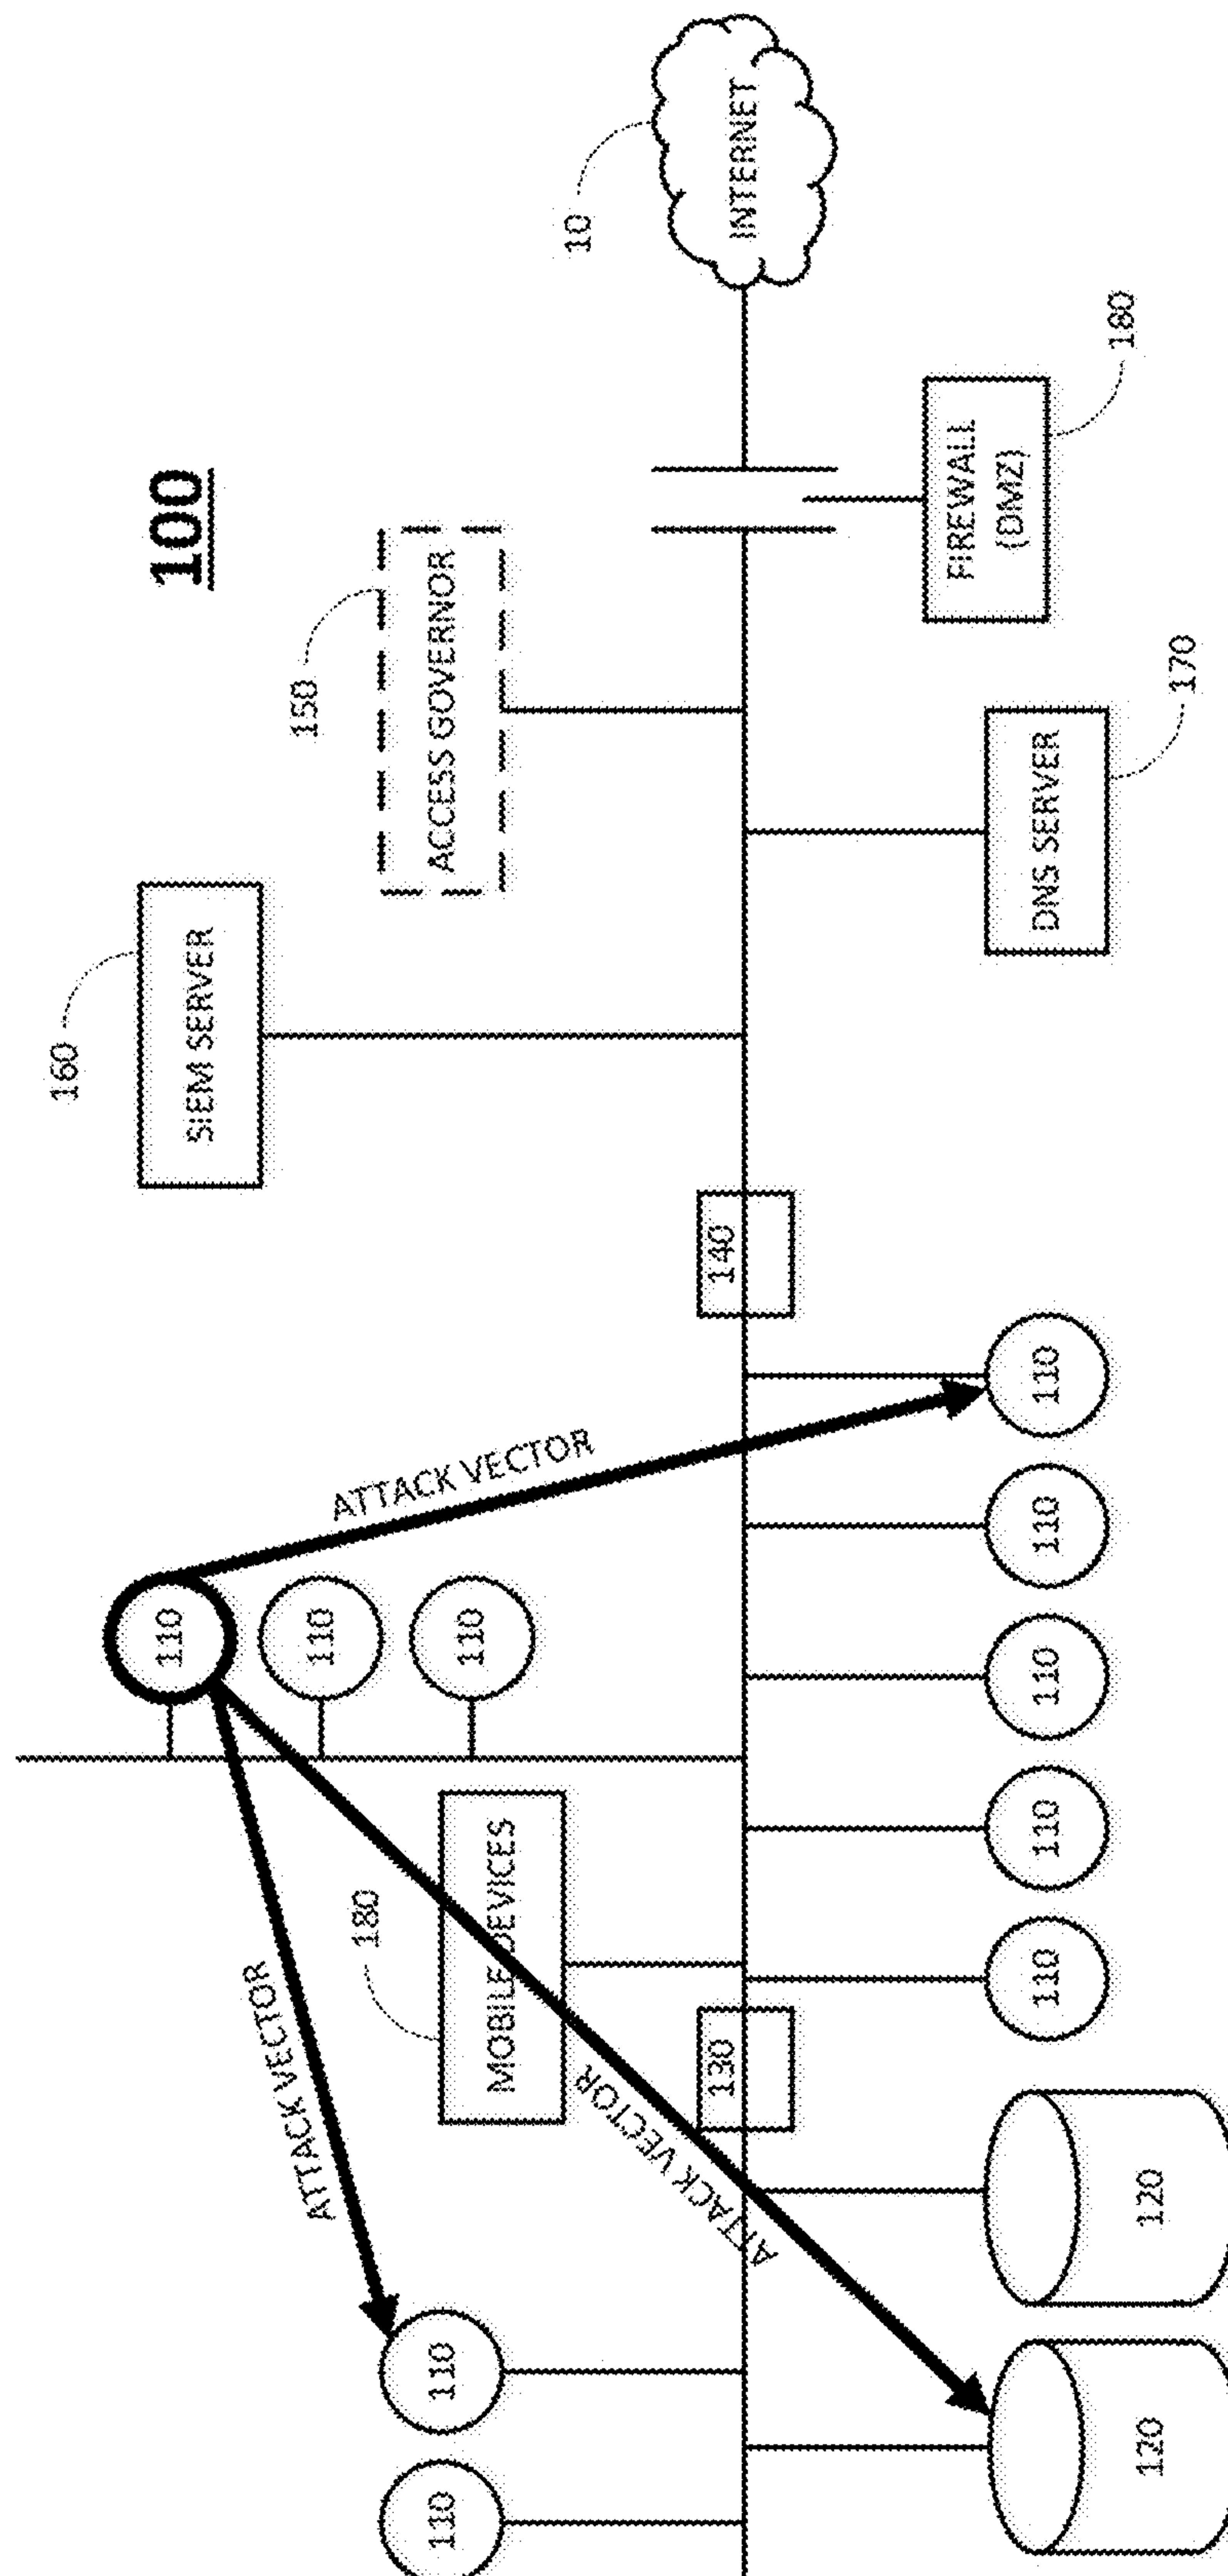 100
160
SIEM SERVER
150
ACCESS GOVERNOR
10
INTERNET
110
110
110
ATTACK VECTOR
ATTACK VECTOR
ATTACK VECTOR
180
MOBILE DEVICES
110
110
130
140
120
120
110
110
110
110
110
DNS SERVER
170
FIREWALL
(DMZ)
180